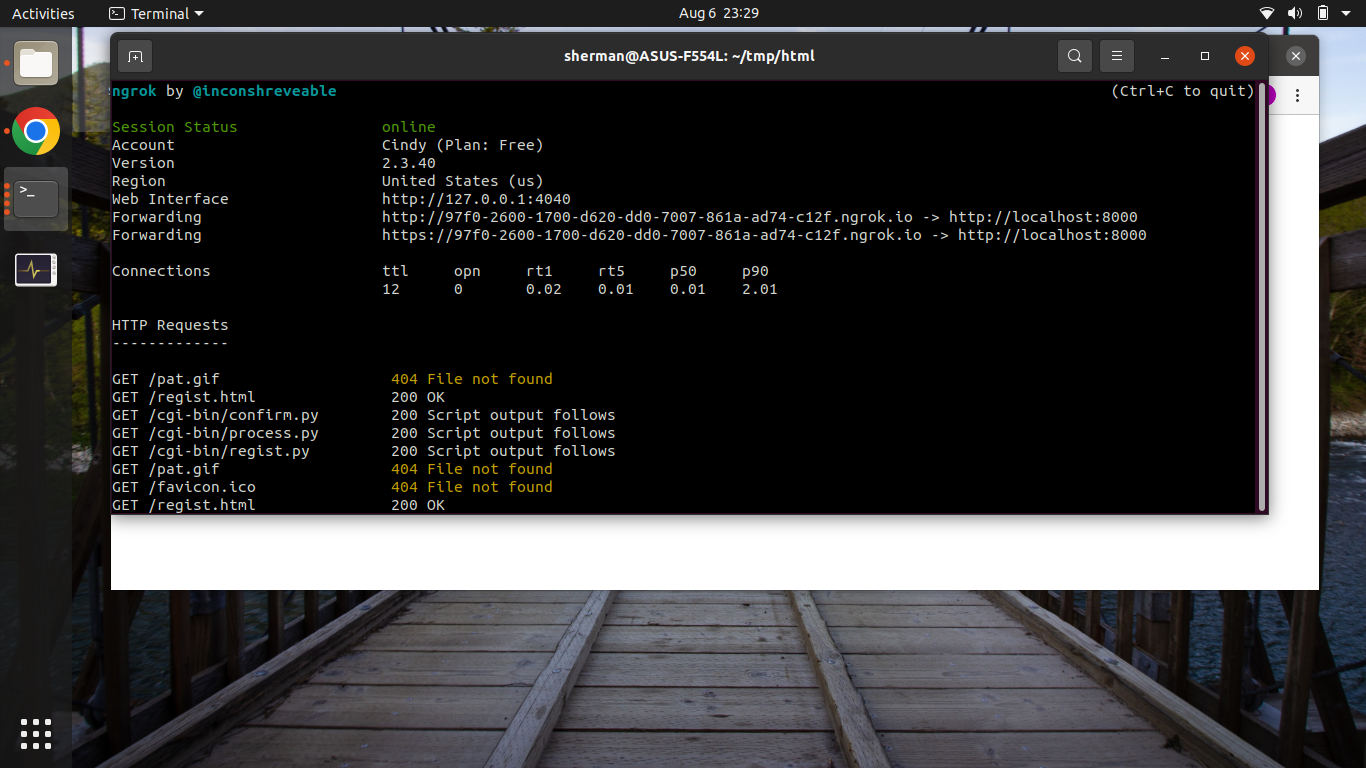 Activities Terminal Aug 6 23:29
sherman@ASUS-F554L: ~/tmp/html
ngrok by @inconshreveable (Ctrl+C to quit)
Session Status online
Account Cindy (Plan: Free)
Version 2.3.40
Region United States (us)
Web Interface http://127.0.0.1:4040
Forwarding http://97f0-2600-1700-d620-dd0-7007-861a-ad74-c12f.ngrok.io -> http://localhost:8000
Forwarding https://97f0-2600-1700-d620-dd0-7007-861a-ad74-c12f.ngrok.io -> http://localhost:8000
Connections ttl opn rt1 rt5 p50 p90
12 0 0.02 0.01 0.01 2.01
HTTP Requests
-------------
GET /pat.gif 404 File not found
GET /regist.html 200 OK
GET /cgi-bin/confirm.py 200 Script output follows
GET /cgi-bin/process.py 200 Script output follows
GET /cgi-bin/regist.py 200 Script output follows
GET /pat.gif 404 File not found
GET /favicon.ico 404 File not found
GET /regist.html 200 OK